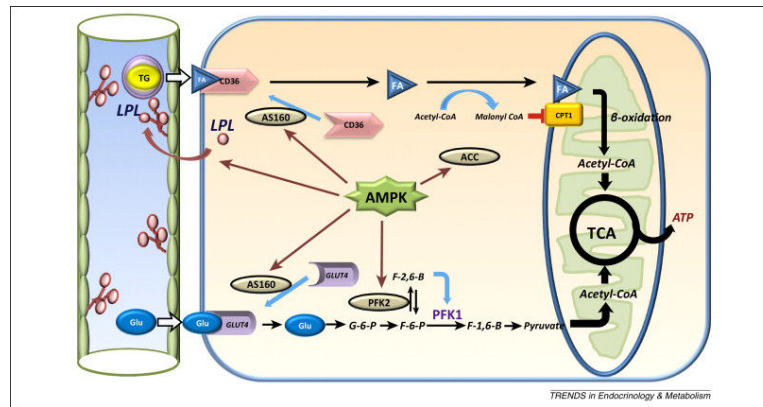 TG
FA
CD36
FA
FA
LPL
LPL
AS160
CD36
Acetyl-CoA
Malonyl CoA
CPT1
β-oxidation
ACC
Acetyl-CoA
AMPK
TCA
ATP
AS160
GLUT4
F-2,6-B
PFK2
PFK1
Acetyl-CoA
Glu
Glu
GLUT4
Glu
G-6-P
F-6-P
F-1,6-B
Pyruvate
TRENDS in Endocrinology & Metabolism